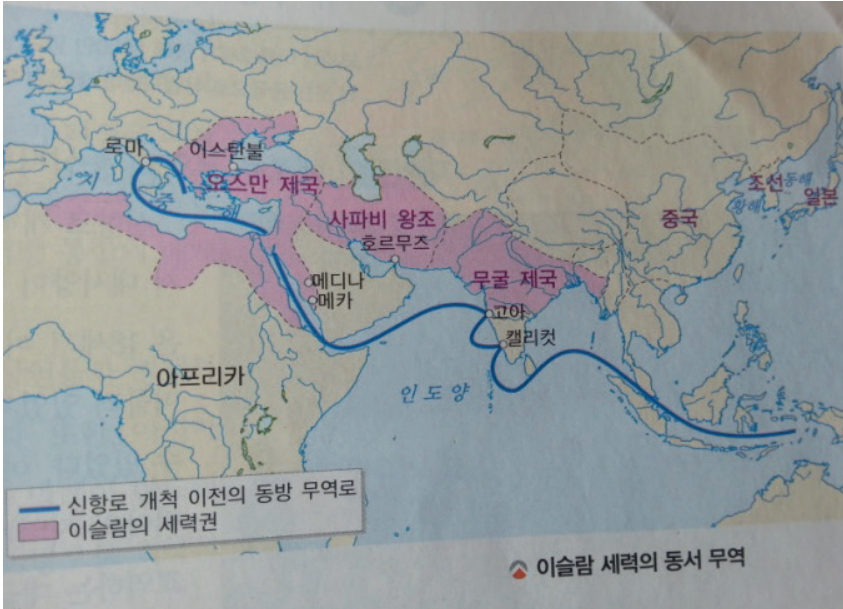 로마
이스탄불
지
중
해
오스만 제국
사파비 왕조
호르무즈
메디나
메카
무굴 제국
고아
캘리컷
중국
조선
동해
황해
일본
아프리카
인도양
신항로 개척 이전의 동방 무역로
이슬람의 세력권
이슬람 세력의 동서 무역